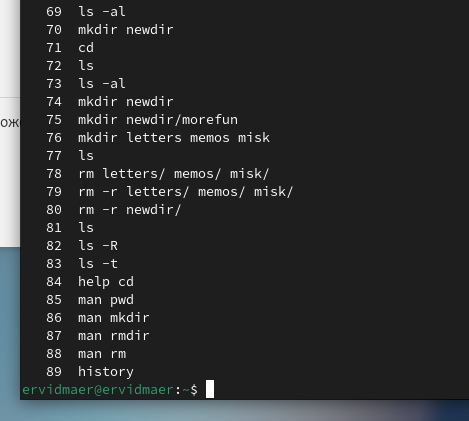 69 ls -al
70 mkdir newdir
71 cd
72 ls
73 ls -al
74 mkdir newdir
75 mkdir newdir/morefun
76 mkdir letters memos misk
77 ls
78 rm letters/ memos/ misk/
79 rm -r letters/ memos/ misk/
80 rm -r newdir/
81 ls
82 ls -R
83 ls -t
84 help cd
85 man pwd
86 man mkdir
87 man rmdir
88 man rm
89 history
ervidmaer@ervidmaer:~$